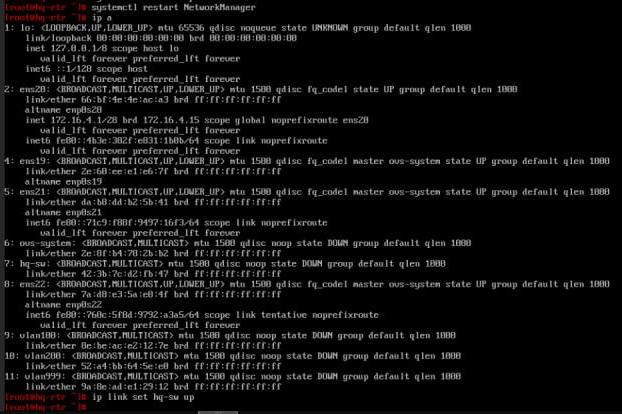 [root@hq-rtr ~]# systemctl restart NetworkManager
[root@hq-rtr ~]# ip a
1: lo: <LOOPBACK,UP,LOWER_UP> mtu 65536 qdisc noqueue state UNKNOWN group default qlen 1000
link/loopback 00:00:00:00:00:00 brd 00:00:00:00:00:00
inet 127.0.0.1/8 scope host lo
valid_lft forever preferred_lft forever
inet6 ::1/128 scope host
valid_lft forever preferred_lft forever
2: ens20: <BROADCAST,MULTICAST,UP,LOWER_UP> mtu 1500 qdisc fq_codel state UP group default qlen 1000
link/ether 66:bf:4e:4e:ac:a3 brd ff:ff:ff:ff:ff:ff
altname enp0s20
inet 172.16.4.1/28 brd 172.16.4.15 scope global noprefixroute ens20
valid_lft forever preferred_lft forever
inet6 fe80::4b3e:302f:e831:1b0b/64 scope link noprefixroute
valid_lft forever preferred_lft forever
4: ens19: <BROADCAST,MULTICAST,UP,LOWER_UP> mtu 1500 qdisc fq_codel master ovs-system state UP group default qlen 1000
link/ether 2e:60:ee:e1:e6:7f brd ff:ff:ff:ff:ff:ff
altname enp0s19
5: ens21: <BROADCAST,MULTICAST,UP,LOWER_UP> mtu 1500 qdisc fq_codel master ovs-system state UP group default qlen 1000
link/ether da:b8:dd:b2:5b:41 brd ff:ff:ff:ff:ff:ff
altname enp0s21
inet6 fe80::71c9:f88f:9497:16f3/64 scope link noprefixroute
valid_lft forever preferred_lft forever
6: ovs-system: <BROADCAST,MULTICAST> mtu 1500 qdisc noop state DOWN group default qlen 1000
link/ether 2e:8f:b4:78:2b:b2 brd ff:ff:ff:ff:ff:ff
7: hq-sw: <BROADCAST,MULTICAST> mtu 1500 qdisc noop state DOWN group default qlen 1000
link/ether 42:3b:7c:d2:fb:47 brd ff:ff:ff:ff:ff:ff
8: ens22: <BROADCAST,MULTICAST,UP,LOWER_UP> mtu 1500 qdisc fq_codel master ovs-system state UP group default qlen 1000
link/ether 7a:d8:e3:5a:e0:4f brd ff:ff:ff:ff:ff:ff
altname enp0s22
inet6 fe80::760c:5f8d:9792:a3a5/64 scope link tentative noprefixroute
valid_lft forever preferred_lft forever
9: vlan100: <BROADCAST,MULTICAST> mtu 1500 qdisc noop state DOWN group default qlen 1000
link/ether 0e:be:ac:e2:12:7e brd ff:ff:ff:ff:ff:ff
10: vlan200: <BROADCAST,MULTICAST> mtu 1500 qdisc noop state DOWN group default qlen 1000
link/ether 52:a4:bb:64:5e:e0 brd ff:ff:ff:ff:ff:ff
11: vlan999: <BROADCAST,MULTICAST> mtu 1500 qdisc noop state DOWN group default qlen 1000
link/ether 9a:8e:ad:e1:29:12 brd ff:ff:ff:ff:ff:ff
[root@hq-rtr ~]# ip link set hq-sw up
[root@hq-rtr ~]#